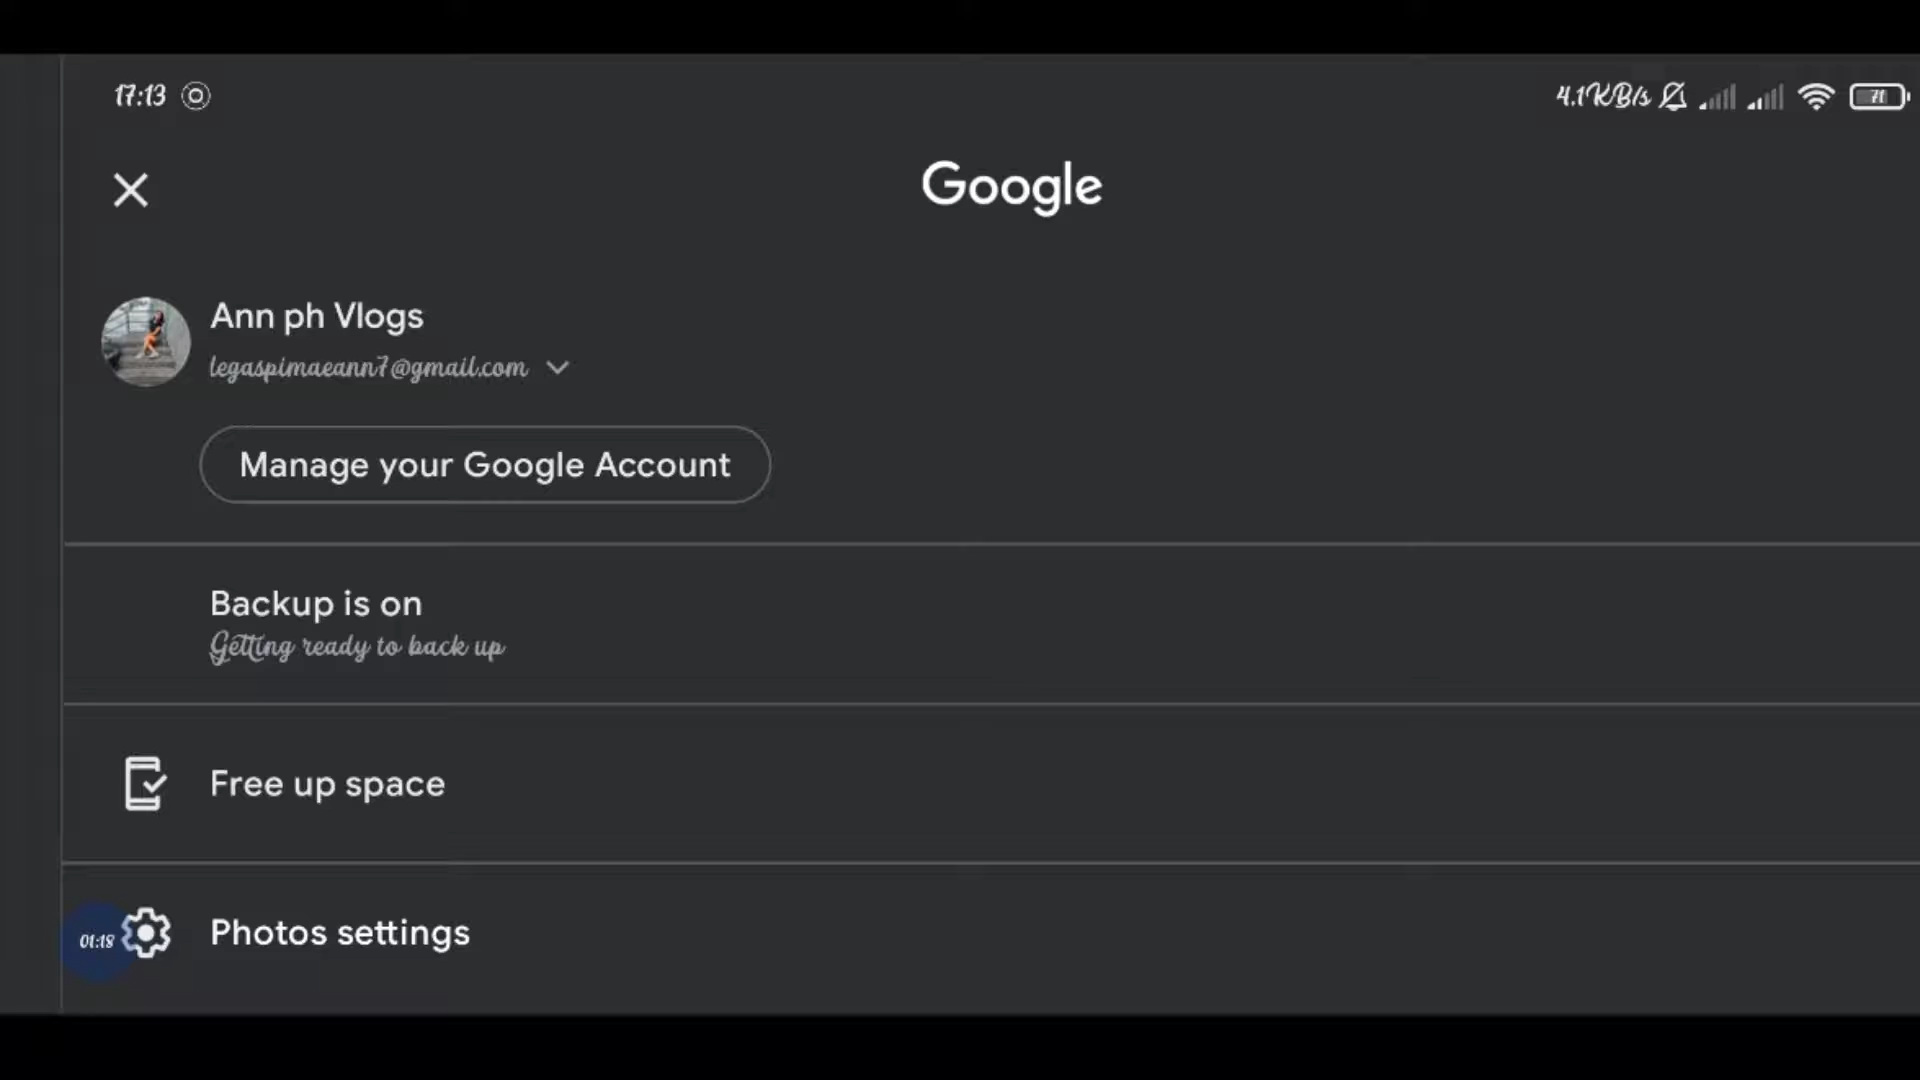 17:13 4.1KB/s 71
Google
Ann ph Vlogs
legaspimaeann7@gmail.com
Manage your Google Account
Backup is on
Getting ready to back up
Free up space
01:18 Photos settings